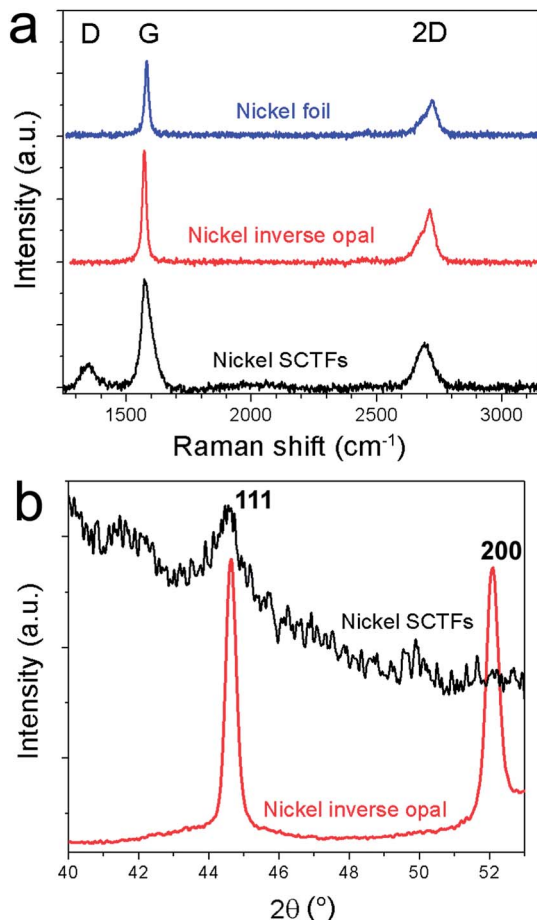 a
D G 2D
Nickel foil
Nickel inverse opal
Nickel SCTFs
Intensity (a.u.)
1500 2000 2500 3000
Raman shift (cm⁻¹)
b
111
200
Nickel SCTFs
Nickel inverse opal
Intensity (a.u.)
40 42 44 46 48 50 52
2θ (°)